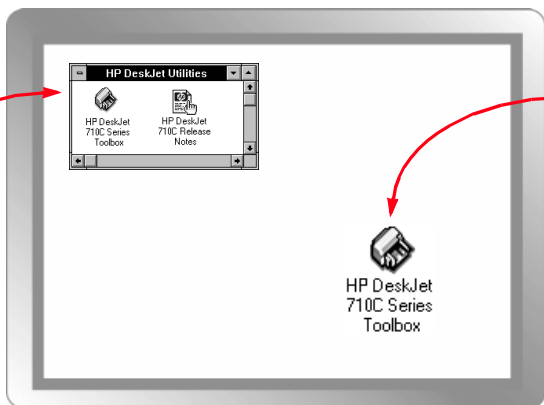 HP DeskJet Utilities
HP DeskJet
710C Series
Toolbox
HP DeskJet
710C Release
Notes
HP DeskJet
710C Series
Toolbox